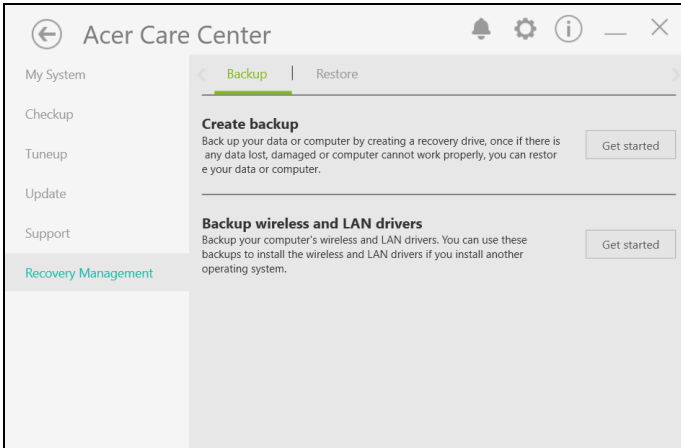 Acer Care Center
My System
Checkup
Tuneup
Update
Support
Recovery Management
Backup | Restore
Create backup
Back up your data or computer by creating a recovery drive, once if there is
any data lost, damaged or computer cannot work properly, you can restor
e your data or computer.
Get started
Backup wireless and LAN drivers
Backup your computer's wireless and LAN drivers. You can use these
backups to install the wireless and LAN drivers if you install another
operating system.
Get started